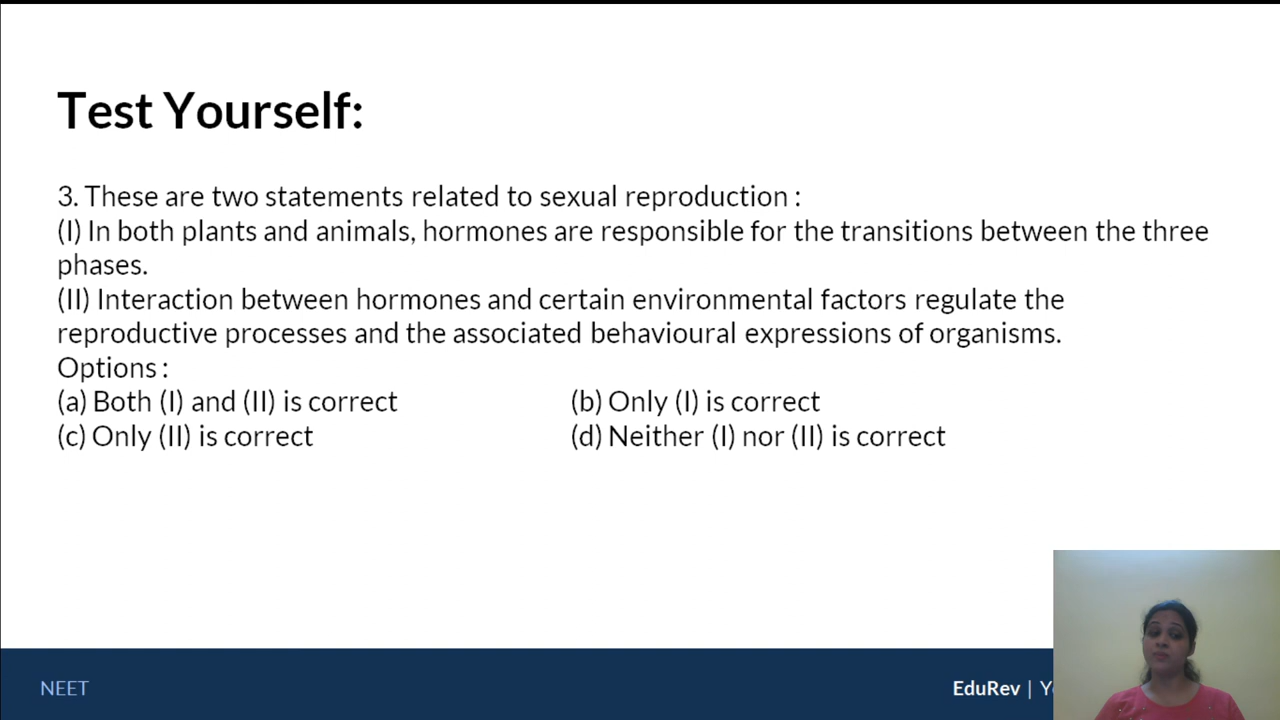 Test Yourself:
3. These are two statements related to sexual reproduction :
(I) In both plants and animals, hormones are responsible for the transitions between the three
phases.
(II) Interaction between hormones and certain environmental factors regulate the
reproductive processes and the associated behavioural expressions of organisms.
Options :
(a) Both (I) and (II) is correct (b) Only (I) is correct
(c) Only (II) is correct (d) Neither (I) nor (II) is correct
NEET EduRev |